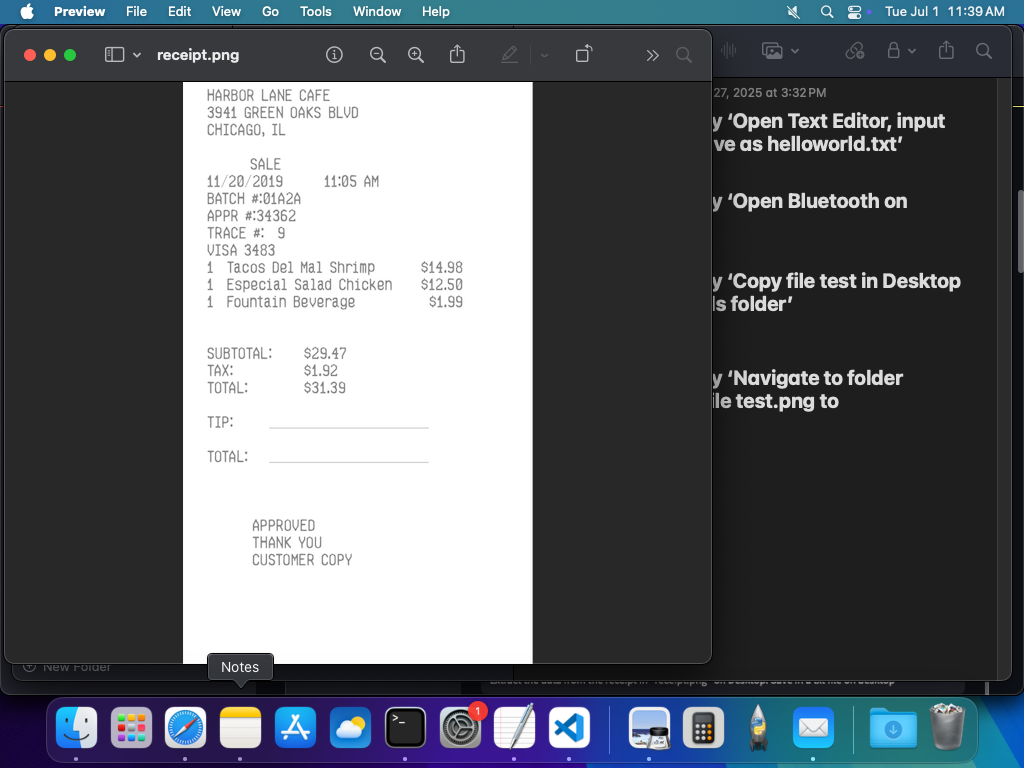 Preview File Edit View Go Tools Window Help Tue Jul 1 11:39 AM
receipt.png
HARBOR LANE CAFE
3941 GREEN OAKS BLVD
CHICAGO, IL
SALE
11/20/2019 11:05 AM
BATCH #:01A2A
APPR #:34362
TRACE #: 9
VISA 3483
1 Tacos Del Mal Shrimp $14.98
1 Especial Salad Chicken $12.50
1 Fountain Beverage $1.99
SUBTOTAL: $29.47
TAX: $1.92
TOTAL: $31.39
TIP:
TOTAL:
APPROVED
THANK YOU
CUSTOMER COPY
27, 2025 at 3:32 PM
y ‘Open Text Editor, input
ve as helloworld.txt’
y ‘Open Bluetooth on
y ‘Copy file test in Desktop
ls folder’
y ‘Navigate to folder
ile test.png to
New Folder
Notes
1